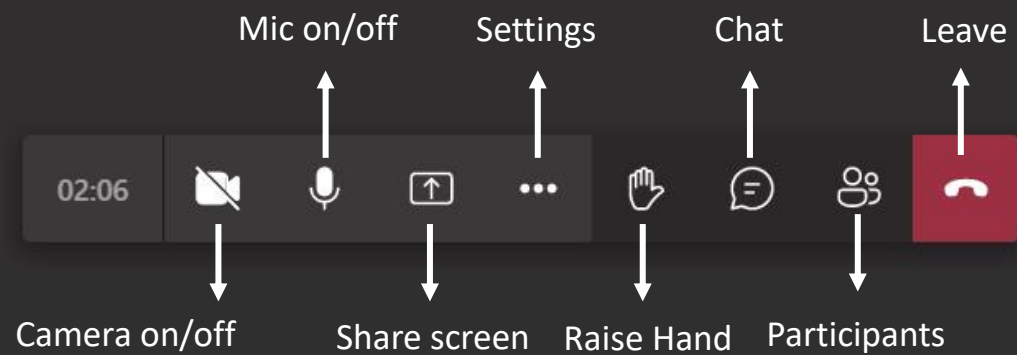 Mic on/off Settings Chat Leave
02:06
Camera on/off Share screen Raise Hand Participants